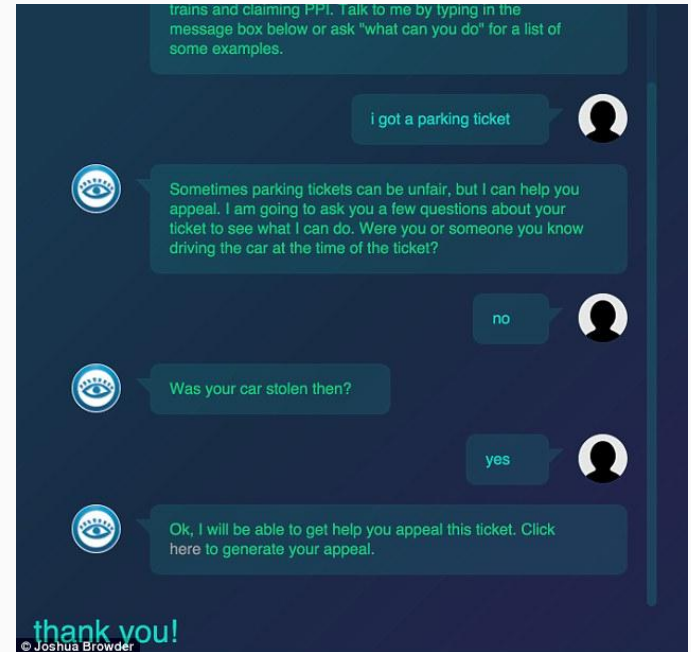 trains and claiming PPI. Talk to me by typing in the
message box below or ask "what can you do" for a list of
some examples.
i got a parking ticket
Sometimes parking tickets can be unfair, but I can help you
appeal. I am going to ask you a few questions about your
ticket to see what I can do. Were you or someone you know
driving the car at the time of the ticket?
no
Was your car stolen then?
yes
Ok, I will be able to get help you appeal this ticket. Click
here to generate your appeal.
thank you!
© Joshua Browder